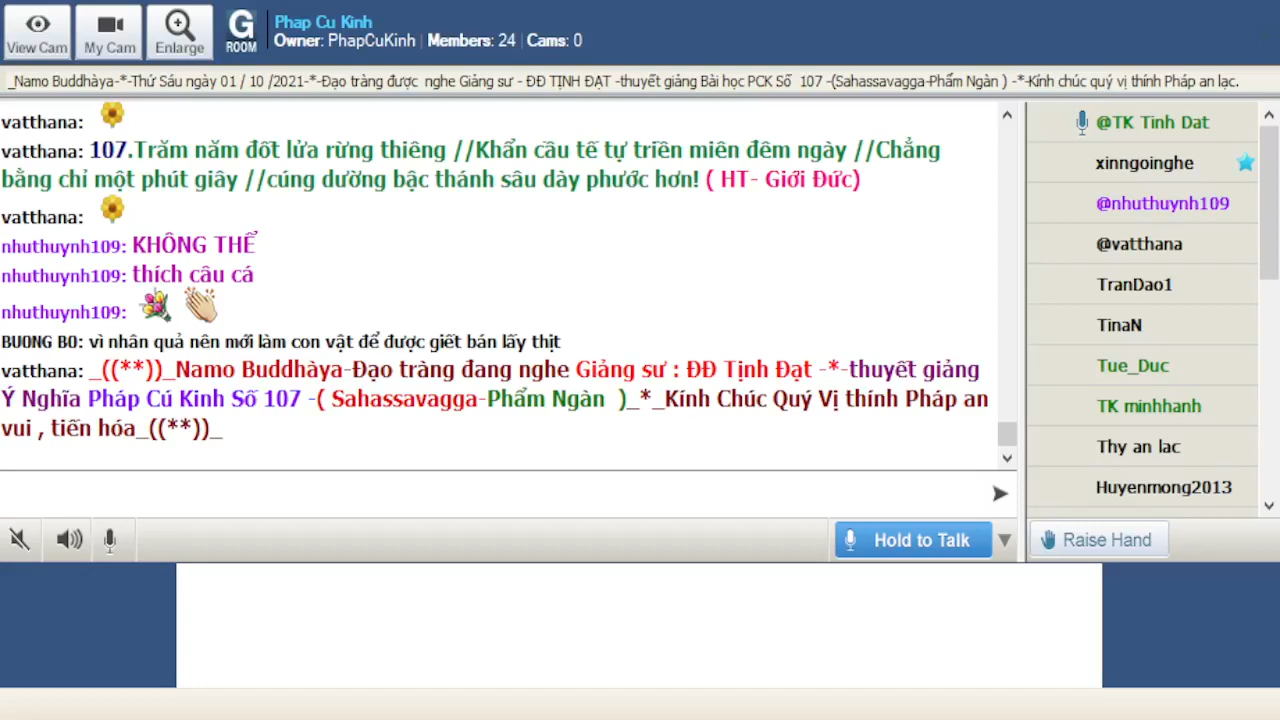 View Cam
My Cam
Enlarge
G
ROOM
Phap Cu Kinh
Owner: PhapCuKinh | Members: 24 | Cams: 0
_Namo Buddhàya-*-Thứ Sáu ngày 01 / 10 /2021-*-Đạo tràng được nghe Giảng sư - ĐĐ TỊNH ĐẠT -thuyết giảng Bài học PCK Số 107 -(Sahassavagga-Phẩm Ngàn ) -*-Kính chúc quý vị thính Pháp an lạc.
vatthana:
vatthana: 107.Trăm năm đốt lửa rừng thiêng //Khẩn cầu tế tự triền miên đêm ngày //Chẳng
bằng chỉ một phút giây //cúng dường bậc thánh sâu dày phước hơn! ( HT- Giới Đức)
vatthana:
nhuthuynh109: KHÔNG THỂ
nhuthuynh109: thích câu cá
nhuthuynh109:
BUONG BO: vì nhân quả nên mới làm con vật để được giết bán lấy thịt
vatthana: _((**))_Namo Buddhàya-Đạo tràng đang nghe Giảng sư : ĐĐ Tịnh Đạt -*-thuyết giảng
Ý Nghĩa Pháp Cú Kinh Số 107 -( Sahassavagga-Phẩm Ngàn )_*_Kính Chúc Quý Vị thính Pháp an
vui , tiến hóa_((**))_
@TK Tinh Dat
xinngoinghe
@nhuthuynh109
@vatthana
TranDao1
TinaN
Tue_Duc
TK minhhanh
Thy an lac
Huyenmong2013
Hold to Talk
Raise Hand